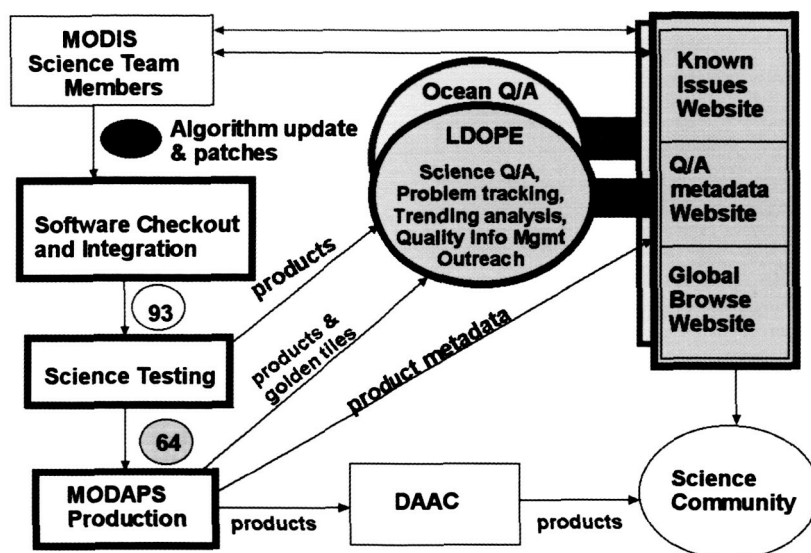 MODIS
Science Team
Members
Algorithm update
& patches
Software Checkout
and Integration
93
Science Testing
64
MODAPS
Production
products
products &
golden tiles
product metadata
Ocean Q/A
LDOPE
Science Q/A,
Problem tracking,
Trending analysis,
Quality Info Mgmt
Outreach
Known
Issues
Website
Q/A
metadata
Website
Global
Browse
Website
products
DAAC
products
Science
Community